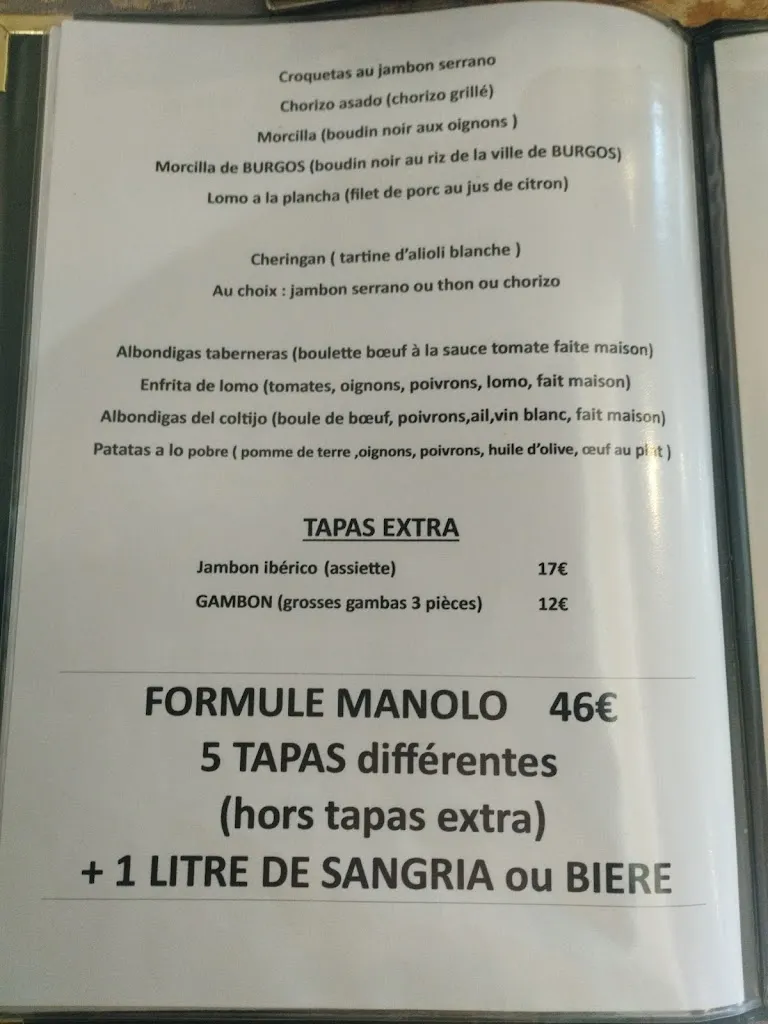 Croquetas au jambon serrano
Chorizo asado (chorizo grillé)
Morcilla (boudin noir aux oignons )
Morcilla de BURGOS (boudin noir au riz de la ville de BURGOS)
Lomo a la plancha (filet de porc au jus de citron)
Cheringan ( tartine d'alioli blanche )
Au choix : jambon serrano ou thon ou chorizo
Albondigas taberneras (boulette bœuf à la sauce tomate faite maison)
Enfrita de lomo (tomates, oignons, poivrons, lomo, fait maison)
Albondigas del coltijo (boule de bœuf, poivrons,ail,vin blanc, fait maison)
Patatas a lo pobre ( pomme de terre ,oignons, poivrons, huile d'olive, œuf au plat )
TAPAS EXTRA
Jambon ibérico (assiette) 17€
GAMBON (grosses gambas 3 pièces) 12€
FORMULE MANOLO 46€
5 TAPAS différentes
(hors tapas extra)
+ 1 LITRE DE SANGRIA ou BIERE